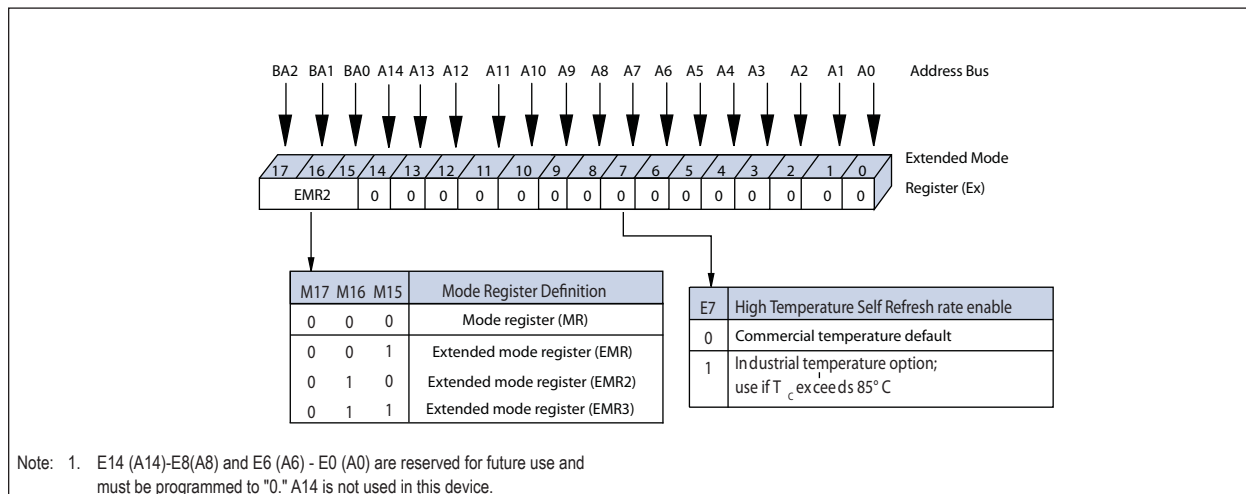 BA2 BA1 BA0 A14 A13 A12 A11 A10 A9 A8 A7 A6 A5 A4 A3 A2 A1 A0 Address Bus
17 16 15 14 13 12 11 10 9 8 7 6 5 4 3 2 1 0 Extended Mode
EMR2 0 0 0 0 0 0 0 0 0 0 0 0 0 0 0 Register (Ex)
M17 M16 M15 Mode Register Definition
0 0 0 Mode register (MR)
0 0 1 Extended mode register (EMR)
0 1 0 Extended mode register (EMR2)
0 1 1 Extended mode register (EMR3)
E7 High Temperature Self Refresh rate enable
0 Commercial temperature default
1 Industrial temperature option;
use if T C exceeds 85° C
Note: 1. E14 (A14)-E8(A8) and E6 (A6) - E0 (A0) are reserved for future use and
must be programmed to "0." A14 is not used in this device.